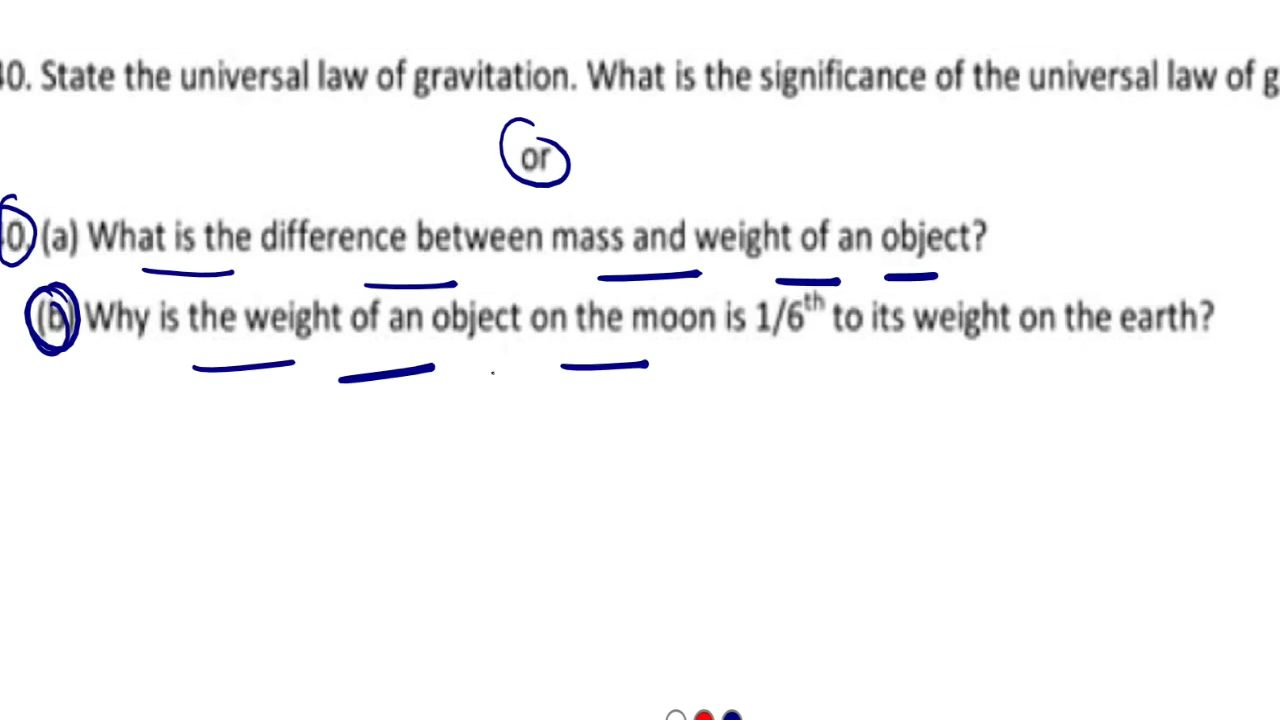 0. State the universal law of gravitation. What is the significance of the universal law of g
or
0. (a) What is the difference between mass and weight of an object?
(b) Why is the weight of an object on the moon is 1/6th to its weight on the earth?